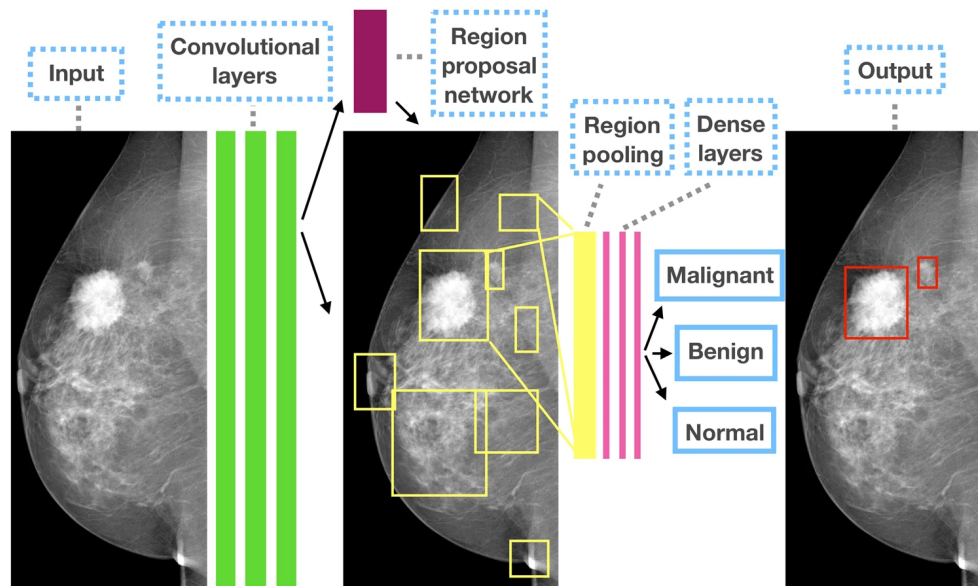 Input
Convolutional
layers
Region
proposal
network
Region
pooling
Dense
layers
Malignant
Benign
Normal
Output